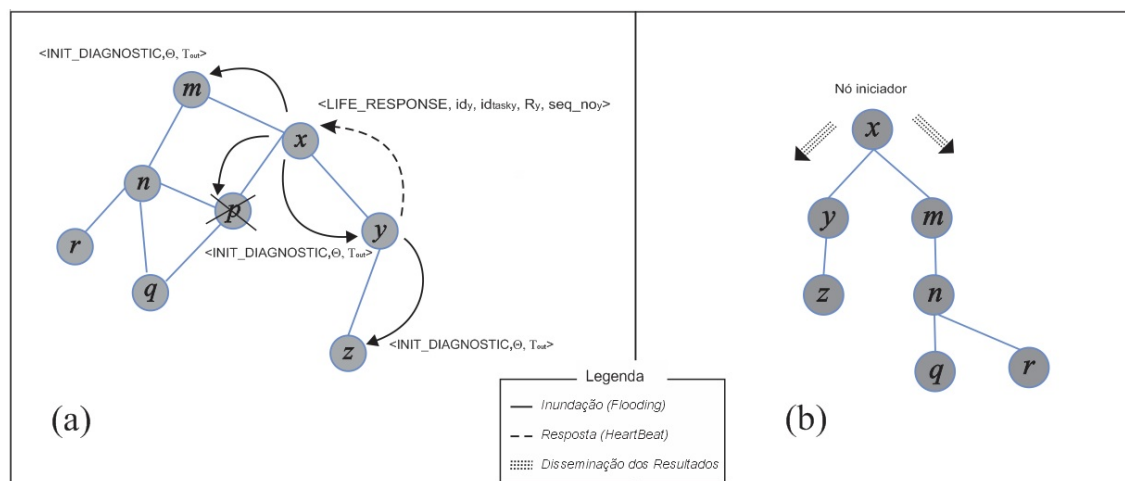 <INIT_DIAGNOSTIC,Θ, Tout>
m
<LIFE_RESPONSE, idy, idtasky, Ry, seq_noy>
x
n
p
y
r
<INIT_DIAGNOSTIC,Θ, Tout>
q
z
<INIT_DIAGNOSTIC,Θ, Tout>
(a)
Legenda
Inundação (Flooding)
Resposta (HeartBeat)
Disseminação dos Resultados
Nó iniciador
x
y
m
z
n
q
r
(b)